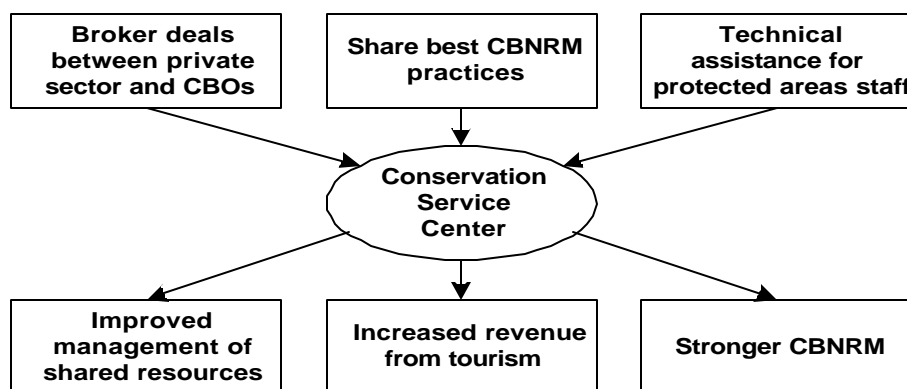 Broker deals
between private
sector and CBOs
Share best CBNRM
practices
Technical
assistance for
protected areas staff
Conservation
Service
Center
Improved
management of
shared resources
Increased revenue
from tourism
Stronger CBNRM